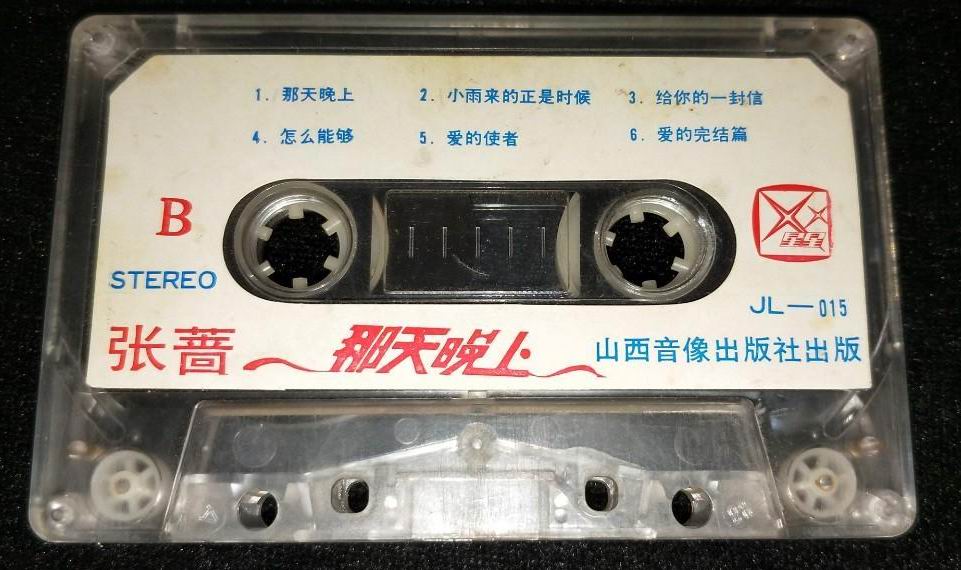 1. 那天晚上 2. 小雨来的正是时候 3. 给你的一封信
4. 怎么能够 5. 爱的使者 6. 爱的完结篇
B
星星
STEREO
JL—015
张蔷 那天晚上 山西音像出版社出版